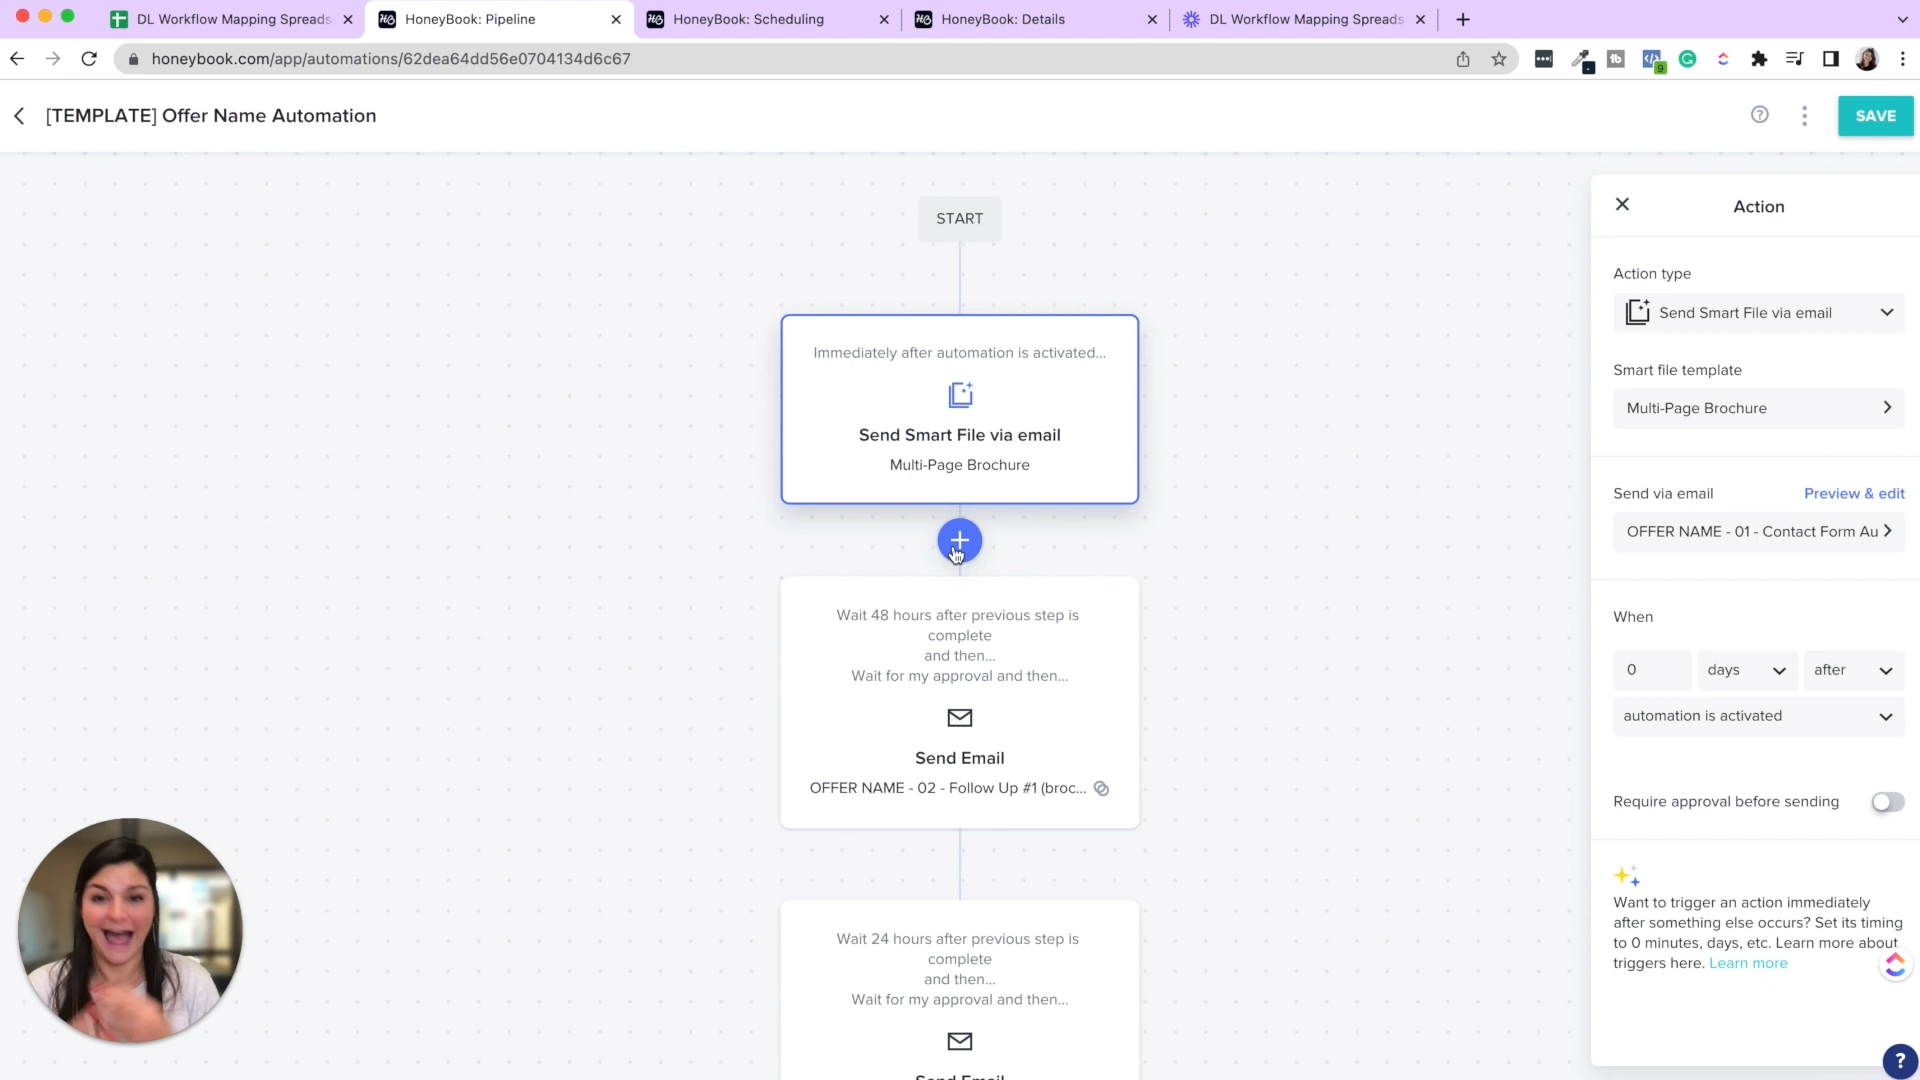 DL Workflow Mapping Spreads
HoneyBook: Pipeline
HoneyBook: Scheduling
HoneyBook: Details
DL Workflow Mapping Spreads
honeybook.com/app/automations/62dea64dd56e0704134d6c67
9
[TEMPLATE] Offer Name Automation
SAVE
START
Immediately after automation is activated...
Send Smart File via email
Multi-Page Brochure
Wait 48 hours after previous step is
complete
and then...
Wait for my approval and then...
Send Email
OFFER NAME - 02 - Follow Up #1 (broc...
Wait 24 hours after previous step is
complete
and then...
Wait for my approval and then...
Send Email
Action
Action type
Send Smart File via email
Smart file template
Multi-Page Brochure
Send via email
Preview & edit
OFFER NAME - 01 - Contact Form Au
When
0
days
after
automation is activated
Require approval before sending
Want to trigger an action immediately
after something else occurs? Set its timing
to 0 minutes, days, etc. Learn more about
triggers here. Learn more
?